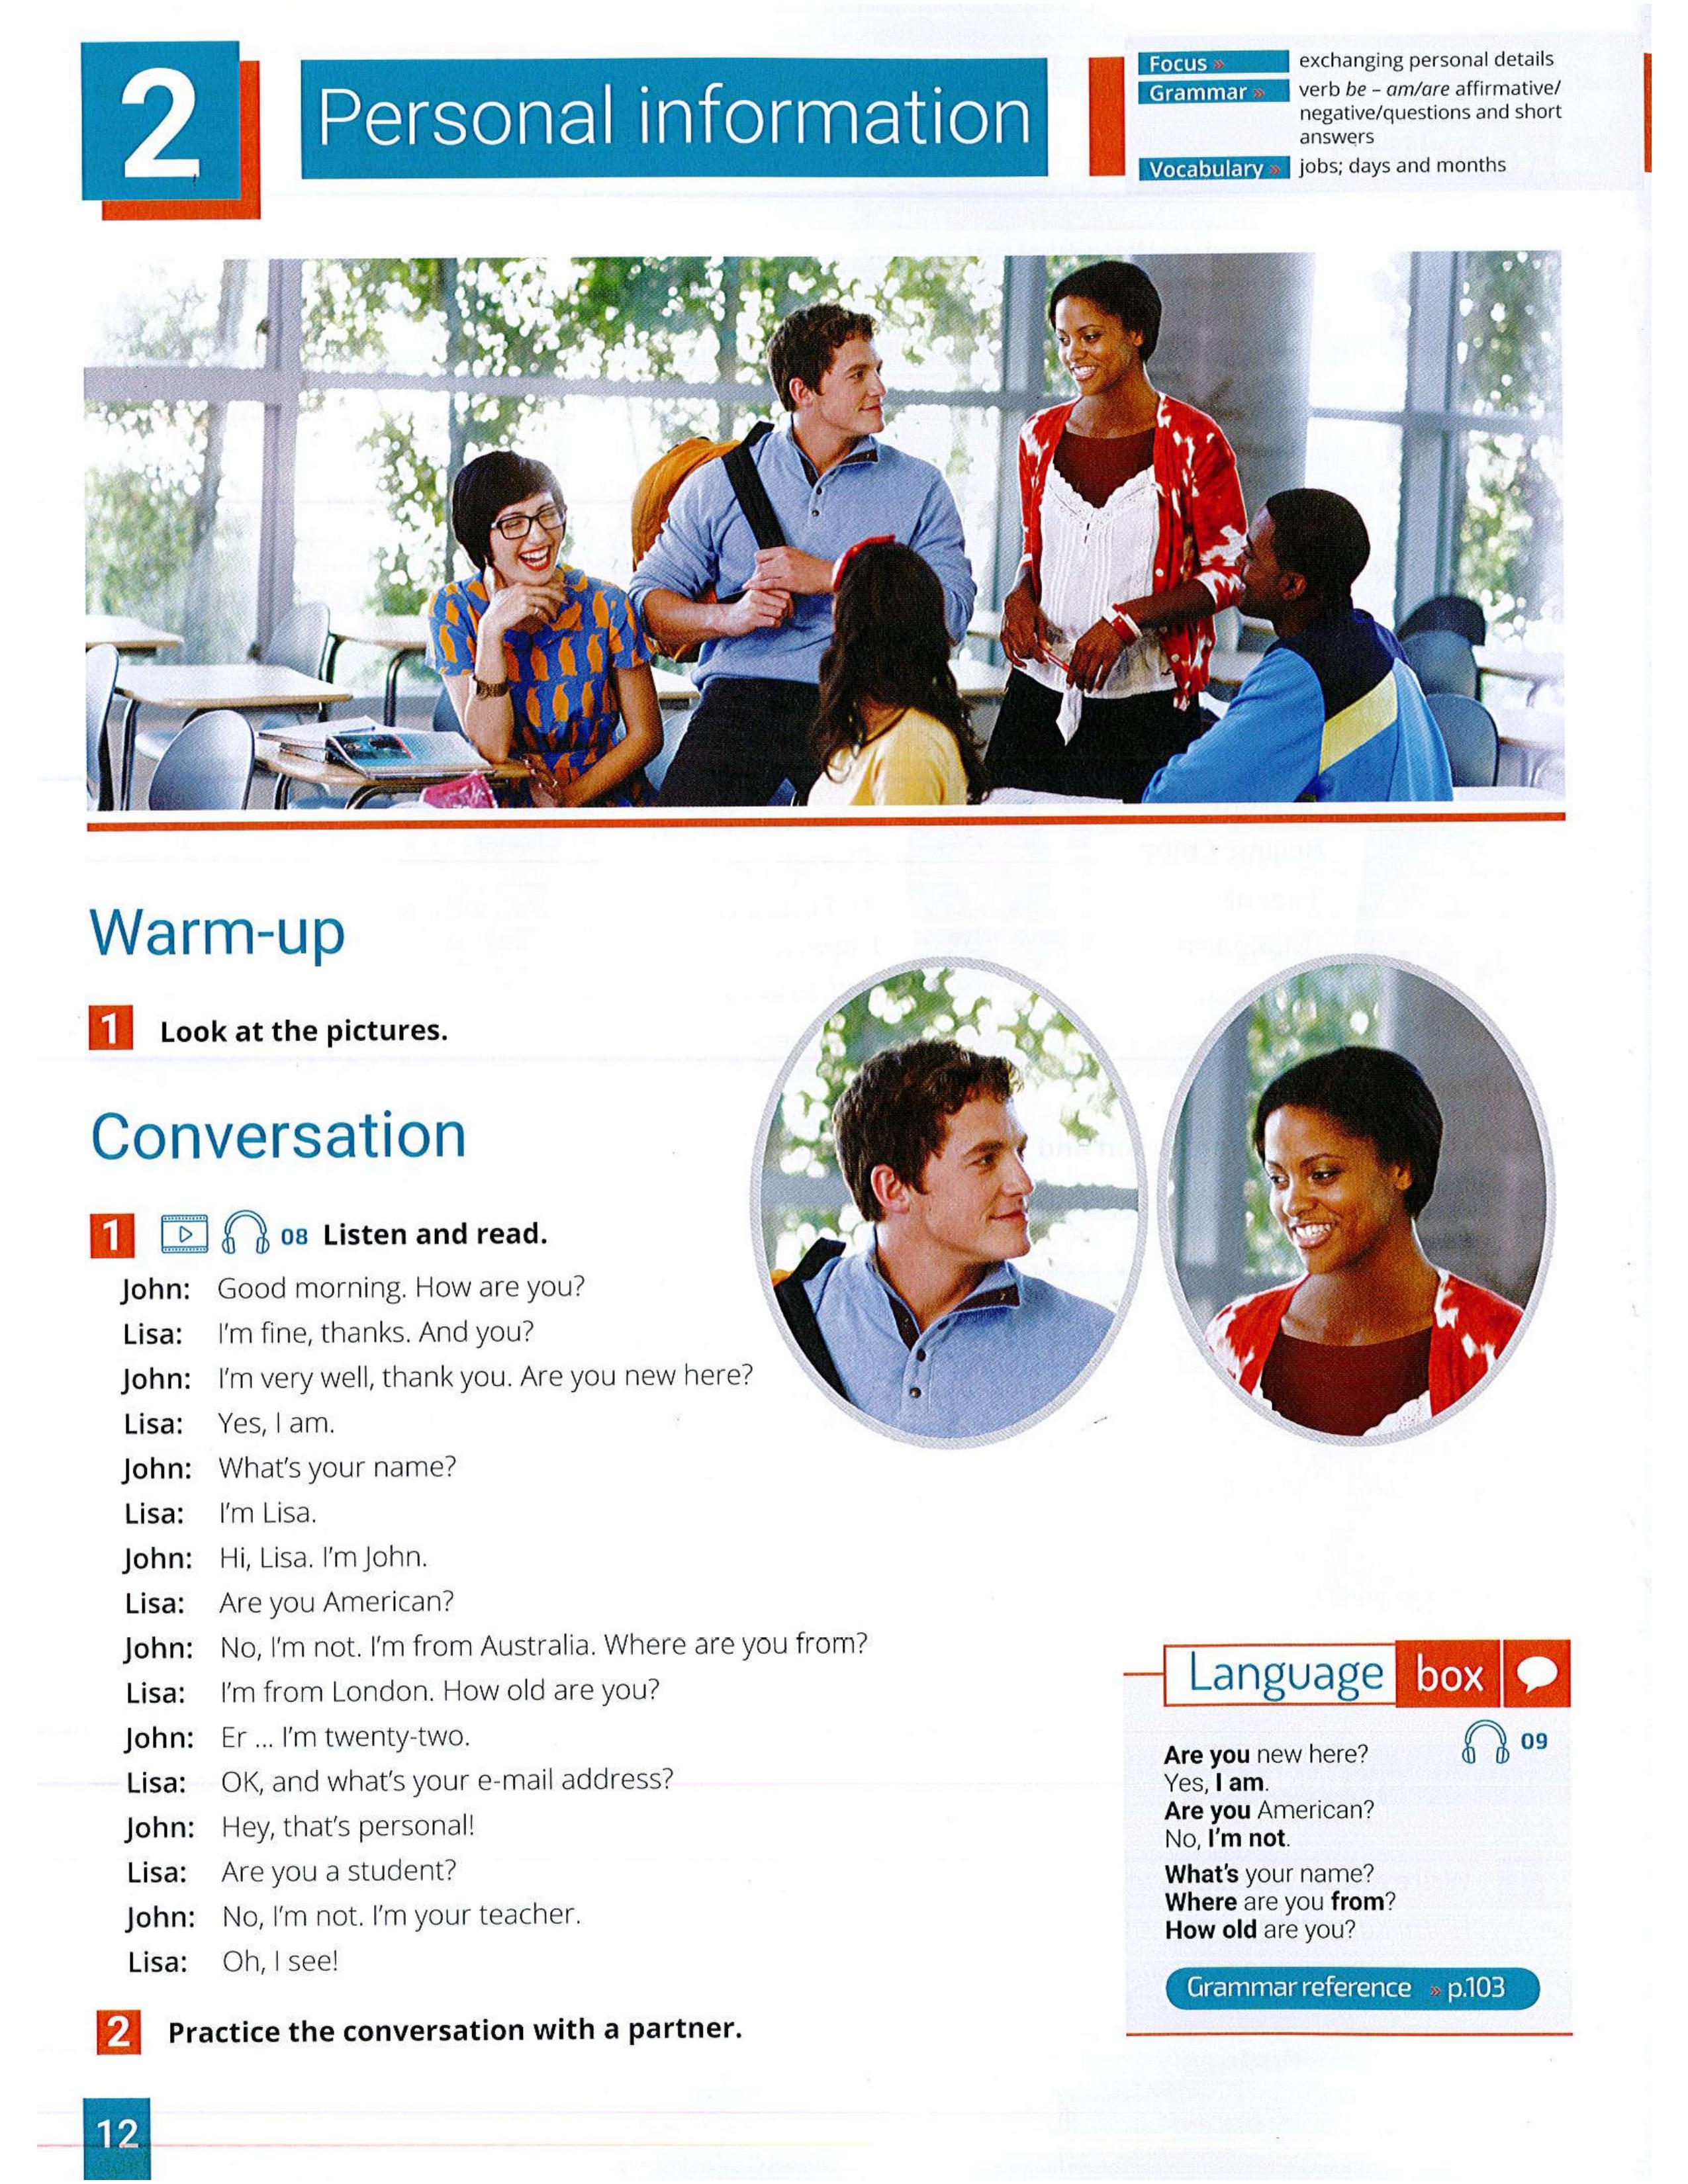 2
Personal information
Focus » exchanging personal details
Grammar » verb be – am/are affirmative/
negative/questions and short
answers
Vocabulary » jobs; days and months
Warm-up
1 Look at the pictures.
Conversation
1 08 Listen and read.
John: Good morning. How are you?
Lisa: I'm fine, thanks. And you?
John: I'm very well, thank you. Are you new here?
Lisa: Yes, I am.
John: What's your name?
Lisa: I'm Lisa.
John: Hi, Lisa. I'm John.
Lisa: Are you American?
John: No, I'm not. I'm from Australia. Where are you from?
Lisa: I'm from London. How old are you?
John: Er ... I'm twenty-two.
Lisa: OK, and what's your e-mail address?
John: Hey, that's personal!
Lisa: Are you a student?
John: No, I'm not. I'm your teacher.
Lisa: Oh, I see!
2 Practice the conversation with a partner.
Language box
09
Are you new here?
Yes, I am.
Are you American?
No, I'm not.
What's your name?
Where are you from?
How old are you?
Grammar reference » p.103
12